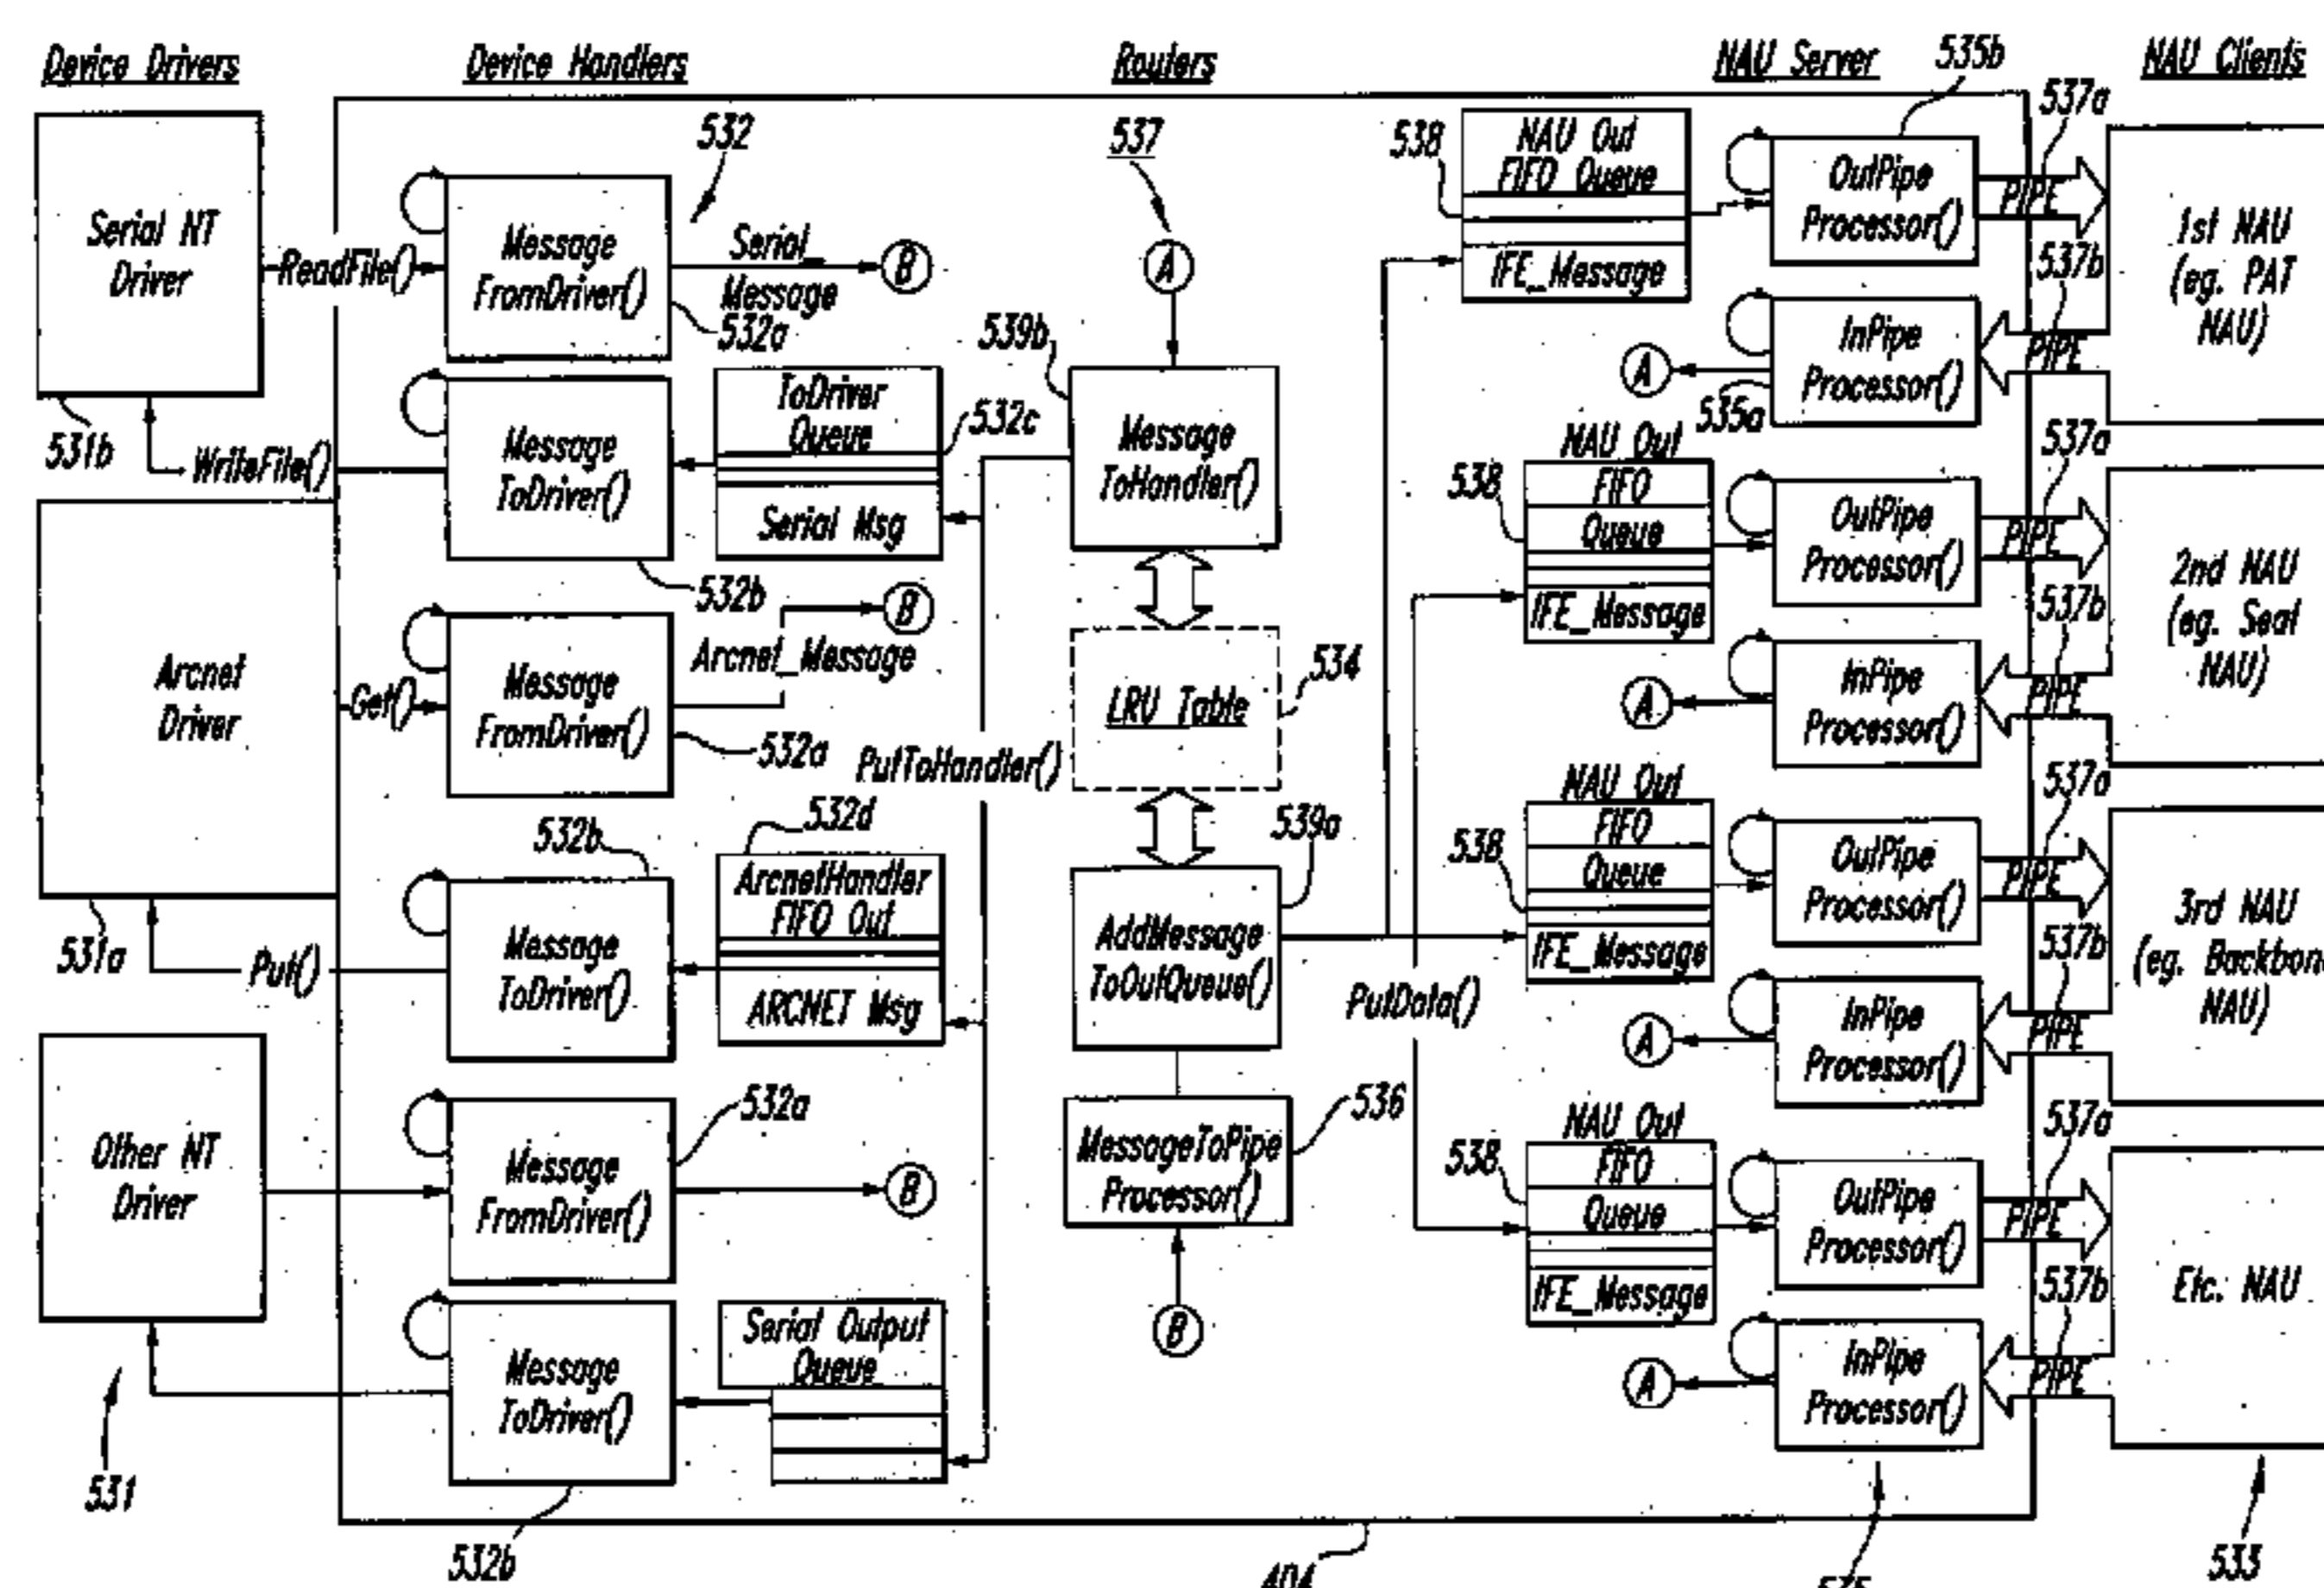 Device Drivers
Device Handlers
Routers
NAU Server
535b
NAU Clients
Serial NT
Driver
531b
ReadFile()
WriteFile()
Message
FromDriver()
532
532a
Serial
Message
B
Message
ToDriver()
532b
ToDriver
Queue
532c
Serial Msg
Arcnet
Driver
531a
Get()
Put()
Message
FromDriver()
532a
Arcnet_Message
B
PutToHandler()
532b
Message
ToDriver()
532d
ArcnetHandler
FIFO Out
ARCNET Msg
Other NT
Driver
531
Message
FromDriver()
532a
B
Message
ToDriver()
532b
Serial Output
Queue
537
A
539b
Message
ToHandler()
LRU Table
534
539a
AddMessage
ToOutQueue()
MessageToPipe
Processor()
536
B
404
PutData()
538
NAU Out
FIFO Queue
IFE_Message
OutPipe
Processor()
PIPE
537a
InPipe
Processor()
535a
A
PIPE
537b
1st NAU
(eg. PAT
NAU)
538
NAU Out
FIFO
Queue
IFE_Message
OutPipe
Processor()
PIPE
537a
InPipe
Processor()
A
PIPE
537b
2nd NAU
(eg. Seat
NAU)
538
NAU Out
FIFO
Queue
IFE_Message
OutPipe
Processor()
PIPE
537a
InPipe
Processor()
A
PIPE
537b
3rd NAU
(eg. Backbone
NAU)
538
NAU Out
FIFO
Queue
IFE_Message
OutPipe
Processor()
PIPE
537a
InPipe
Processor()
A
PIPE
537b
Etc. NAU
535
533